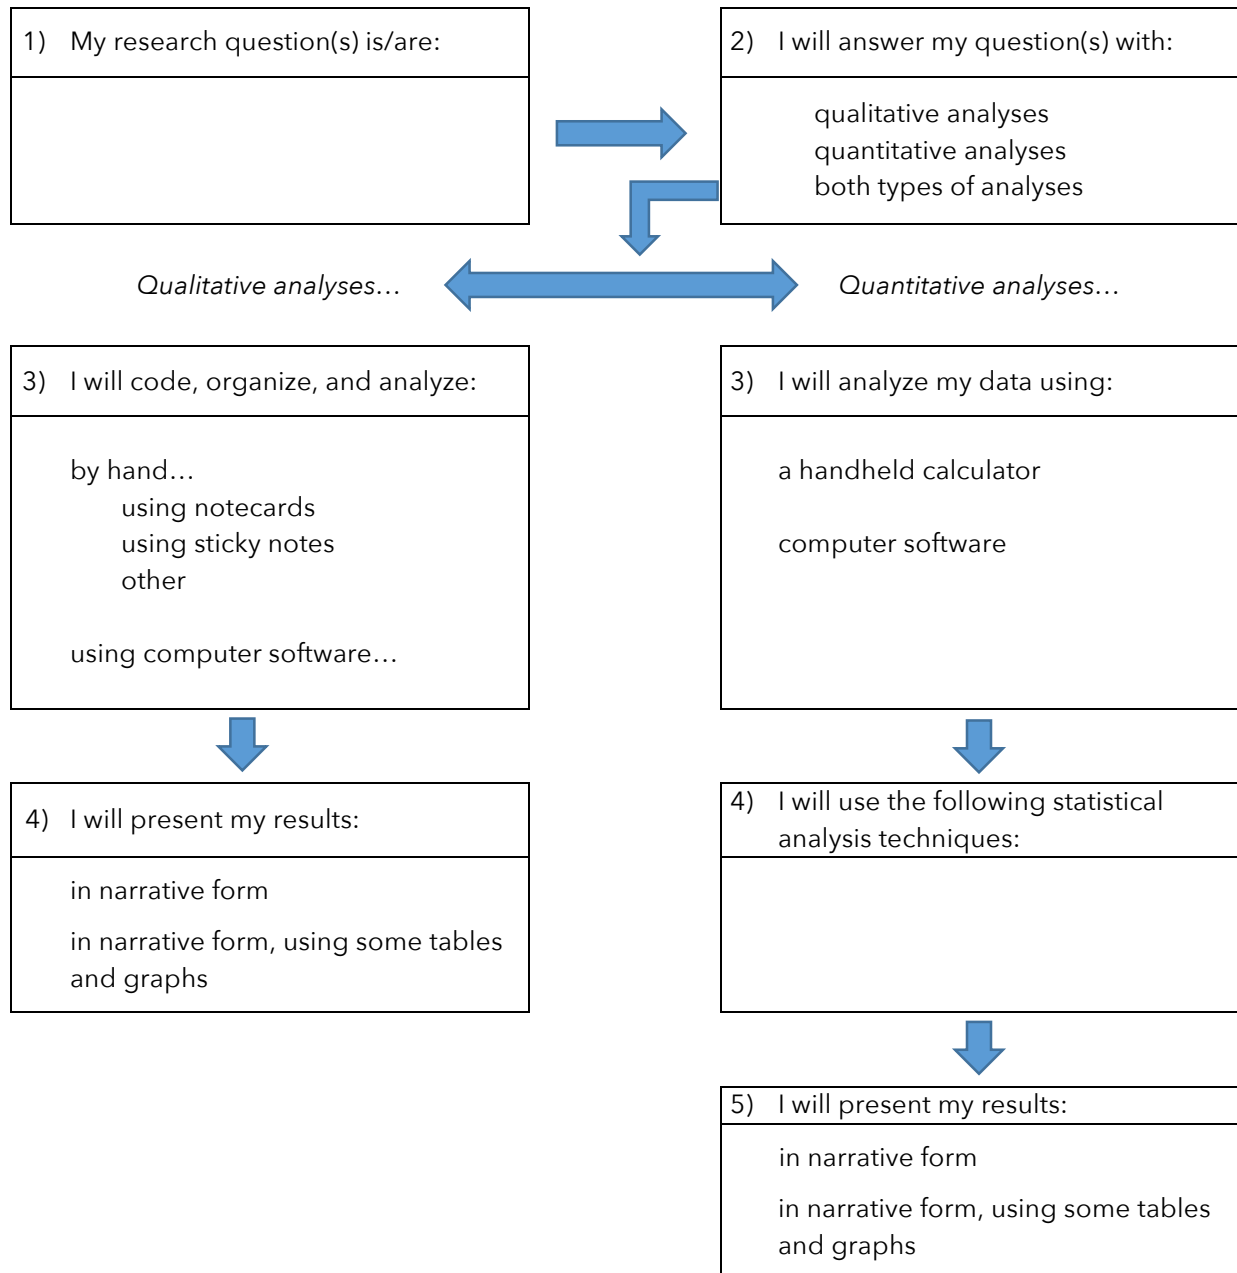 1) My research question(s) is/are:
2) I will answer my question(s) with:
qualitative analyses
quantitative analyses
both types of analyses
Qualitative analyses…
Quantitative analyses…
3) I will code, organize, and analyze:
by hand…
using notecards
using sticky notes
other
using computer software…
3) I will analyze my data using:
a handheld calculator
computer software
4) I will present my results:
in narrative form
in narrative form, using some tables
and graphs
4) I will use the following statistical
analysis techniques:
5) I will present my results:
in narrative form
in narrative form, using some tables
and graphs